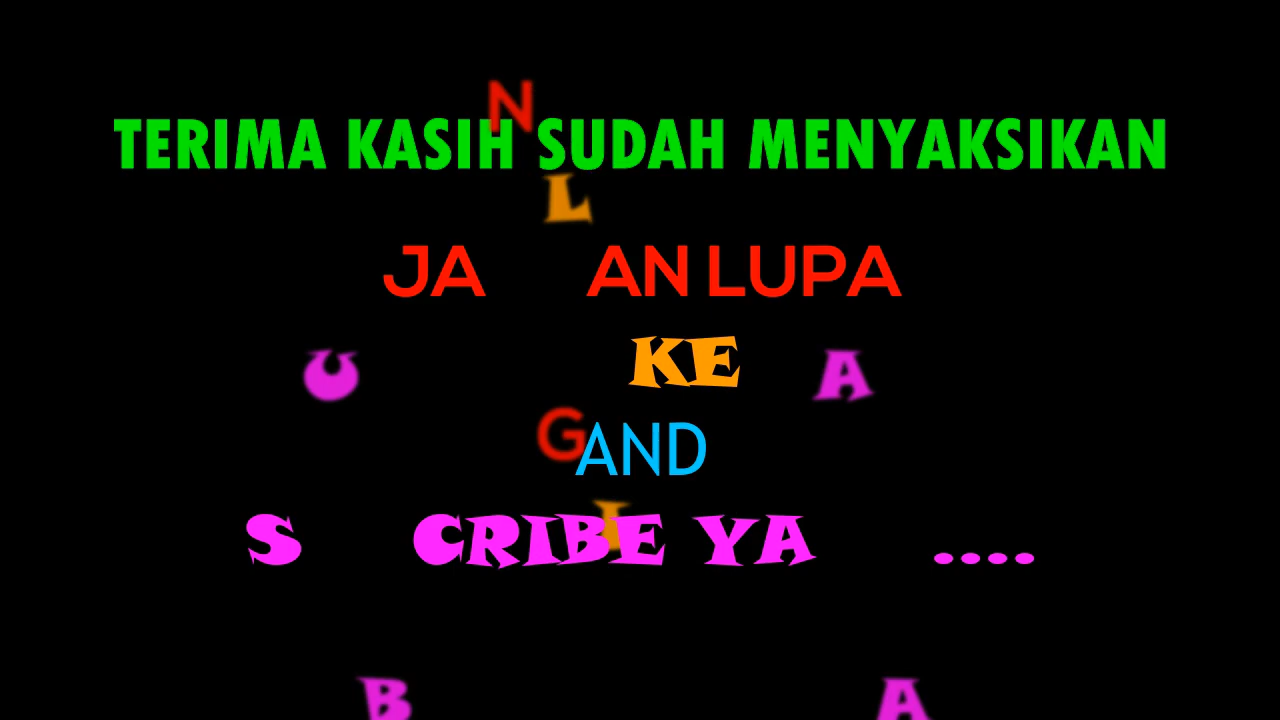 N
TERIMA KASIH SUDAH MENYAKSIKAN
L
JA AN LUPA
U KE A
G AND
I
S CRIBE YA ....
B A